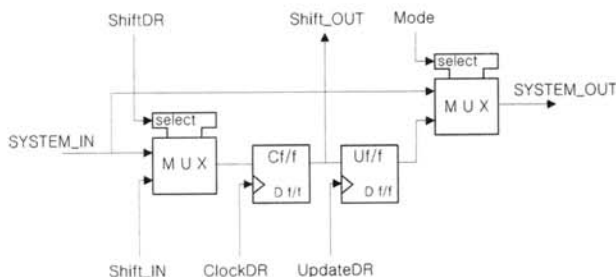 ShiftDR
Shift_OUT
Mode
select
SYSTEM_OUT
M U X
select
SYSTEM_IN
M U X
Cf/f
D f/f
Uf/f
D f/f
Shift_IN
ClockDR
UpdateDR